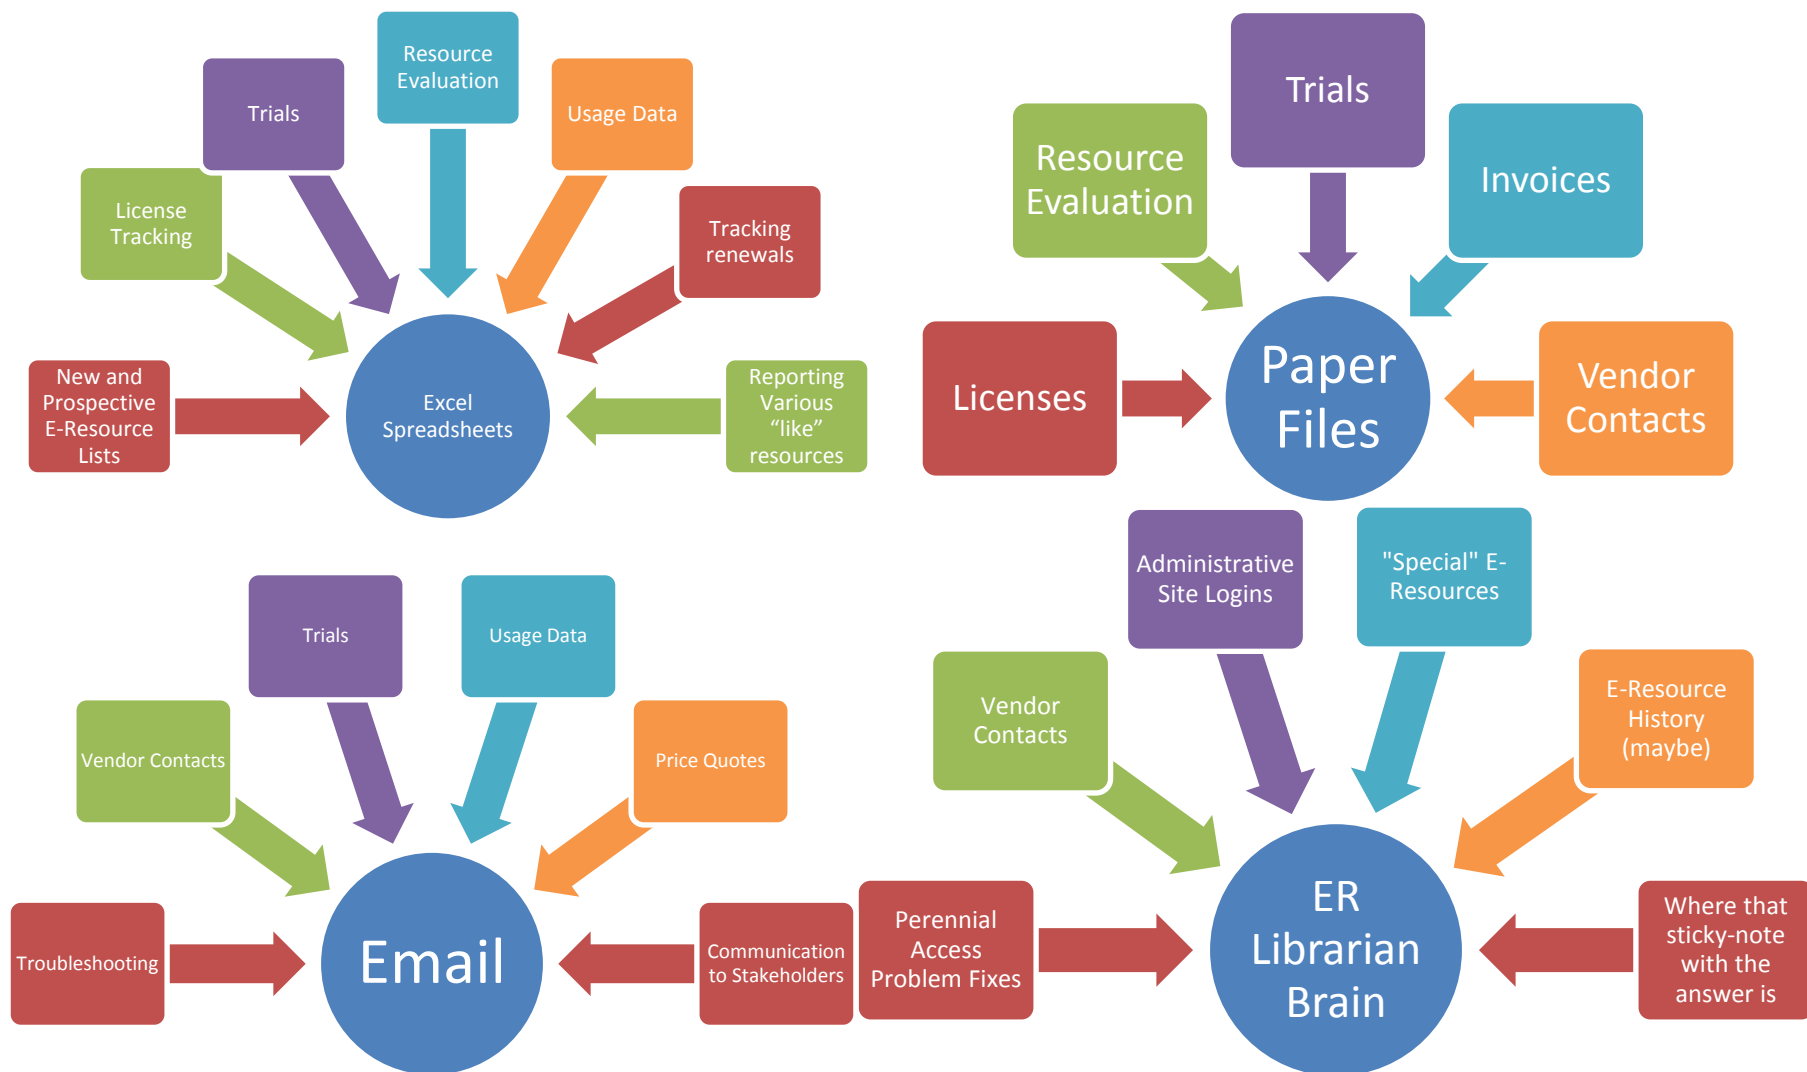 Resource
Evaluation
Trials
Usage Data
License
Tracking
Tracking
renewals
New and
Prospective
E-Resource
Lists
Excel
Spreadsheets
Reporting
Various
“like”
resources
Trials
Resource
Evaluation
Invoices
Licenses
Paper
Files
Vendor
Contacts
Trials
Usage Data
Vendor Contacts
Price Quotes
Troubleshooting
Email
Communication
to Stakeholders
Administrative
Site Logins
"Special" E-
Resources
Vendor
Contacts
E-Resource
History
(maybe)
Perennial
Access
Problem Fixes
ER
Librarian
Brain
Where that
sticky-note
with the
answer is